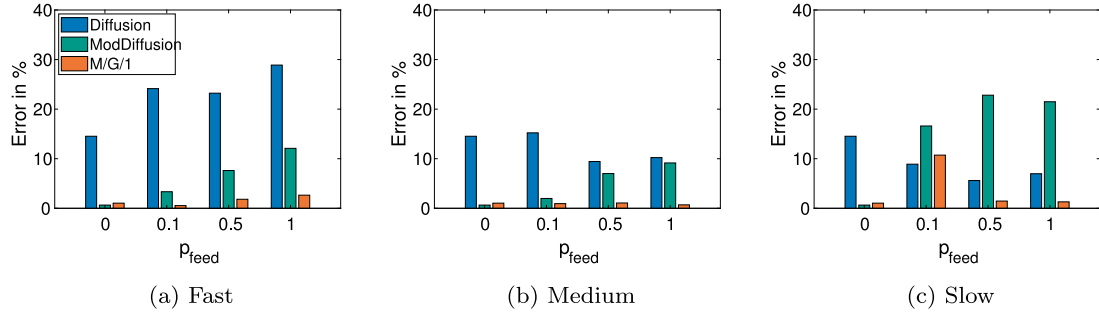 40
30
20
10
0
Error in %
Diffusion
ModDiffusion
M/G/1
0 0.1 0.5 1
p_feed
(a) Fast
40
30
20
10
0
Error in %
0 0.1 0.5 1
p_feed
(b) Medium
40
30
20
10
0
Error in %
0 0.1 0.5 1
p_feed
(c) Slow